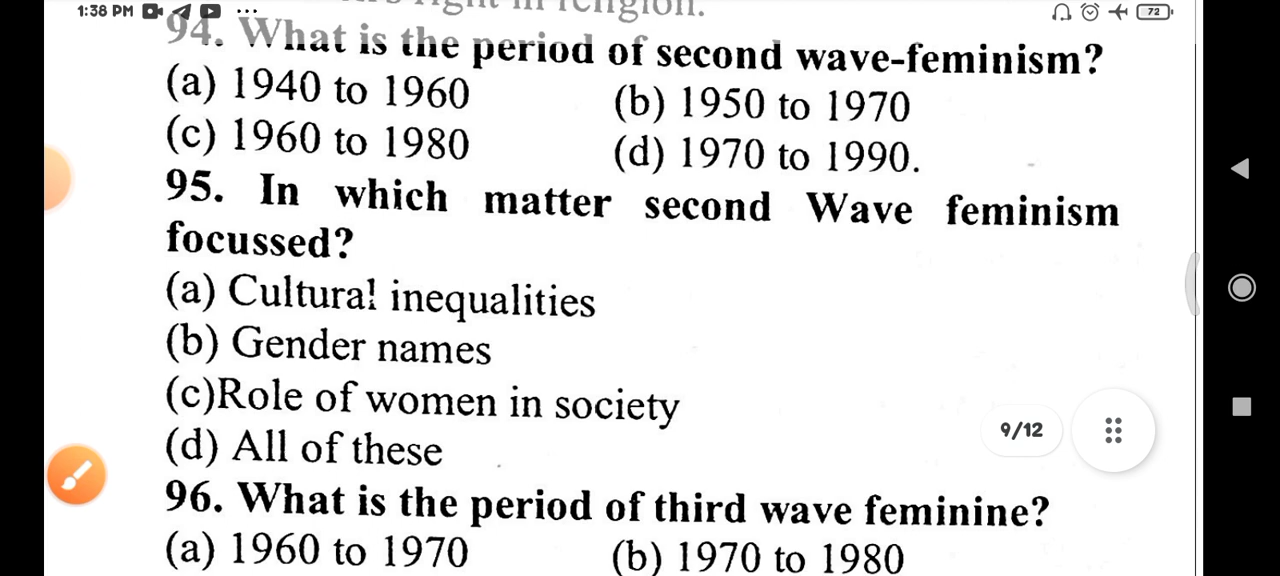 1:38 PM ... 72
94. What is the period of second wave-feminism?
(a) 1940 to 1960 (b) 1950 to 1970
(c) 1960 to 1980 (d) 1970 to 1990.
95. In which matter second Wave feminism
focussed?
(a) Cultural inequalities
(b) Gender names
(c)Role of women in society
(d) All of these
9/12
96. What is the period of third wave feminine?
(a) 1960 to 1970 (b) 1970 to 1980